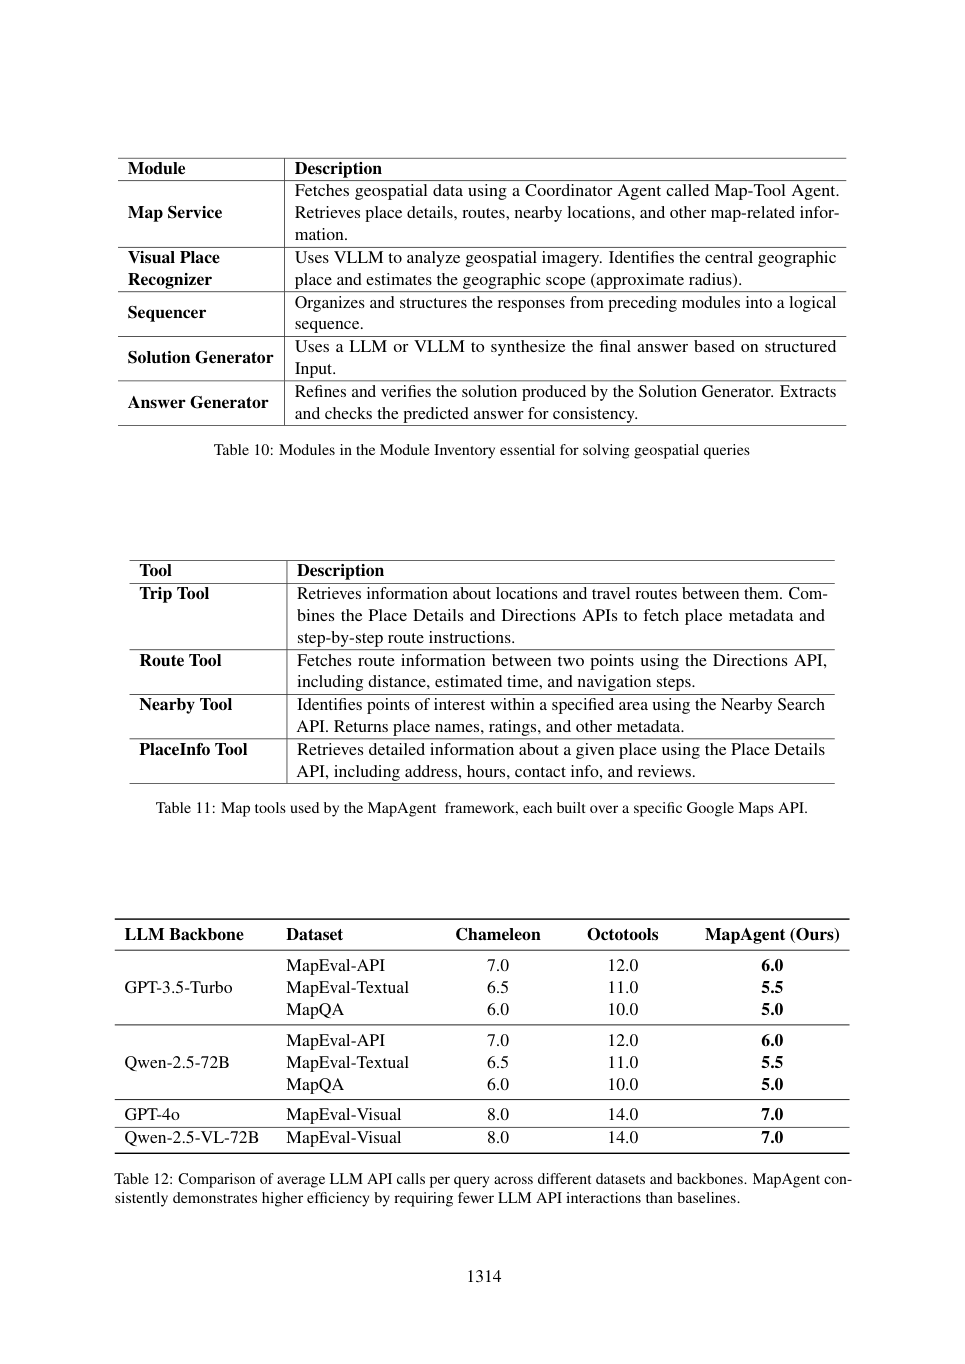 Module Description
Map Service Fetches geospatial data using a Coordinator Agent called Map-Tool Agent.
Retrieves place details, routes, nearby locations, and other map-related infor-
mation.
Visual Place Uses VLLM to analyze geospatial imagery. Identifies the central geographic
Recognizer place and estimates the geographic scope (approximate radius).
Sequencer Organizes and structures the responses from preceding modules into a logical
sequence.
Solution Generator Uses a LLM or VLLM to synthesize the final answer based on structured
Input.
Answer Generator Refines and verifies the solution produced by the Solution Generator. Extracts
and checks the predicted answer for consistency.
Table 10: Modules in the Module Inventory essential for solving geospatial queries
Tool Description
Trip Tool Retrieves information about locations and travel routes between them. Com-
bines the Place Details and Directions APIs to fetch place metadata and
step-by-step route instructions.
Route Tool Fetches route information between two points using the Directions API,
including distance, estimated time, and navigation steps.
Nearby Tool Identifies points of interest within a specified area using the Nearby Search
API. Returns place names, ratings, and other metadata.
PlaceInfo Tool Retrieves detailed information about a given place using the Place Details
API, including address, hours, contact info, and reviews.
Table 11: Map tools used by the MapAgent framework, each built over a specific Google Maps API.
LLM Backbone Dataset Chameleon Octotools MapAgent (Ours)
MapEval-API 7.0 12.0 6.0
GPT-3.5-Turbo MapEval-Textual 6.5 11.0 5.5
MapQA 6.0 10.0 5.0
MapEval-API 7.0 12.0 6.0
Qwen-2.5-72B MapEval-Textual 6.5 11.0 5.5
MapQA 6.0 10.0 5.0
GPT-4o MapEval-Visual 8.0 14.0 7.0
Qwen-2.5-VL-72B MapEval-Visual 8.0 14.0 7.0
Table 12: Comparison of average LLM API calls per query across different datasets and backbones. MapAgent con-
sistently demonstrates higher efficiency by requiring fewer LLM API interactions than baselines.
1314